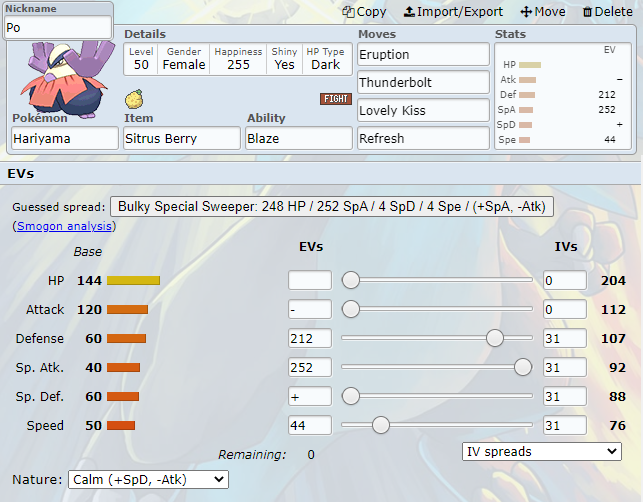 Nickname
Po
Copy Import/Export Move Delete
Details
Level Gender Happiness Shiny HP Type
50 Female 255 Yes Dark
FIGHT
Pokémon Item Ability
Hariyama Sitrus Berry Blaze
Moves
Eruption
Thunderbolt
Lovely Kiss
Refresh
Stats
EV
HP
Atk −
Def 212
SpA 252
SpD +
Spe 44
EVs
Guessed spread: Bulky Special Sweeper: 248 HP / 252 SpA / 4 SpD / 4 Spe / (+SpA, -Atk)
(Smogon analysis)
Base EVs IVs
HP 144 0 204
Attack 120 - 0 112
Defense 60 212 31 107
Sp. Atk. 40 252 31 92
Sp. Def. 60 + 31 88
Speed 50 44 31 76
Remaining: 0 IV spreads
Nature: Calm (+SpD, -Atk)